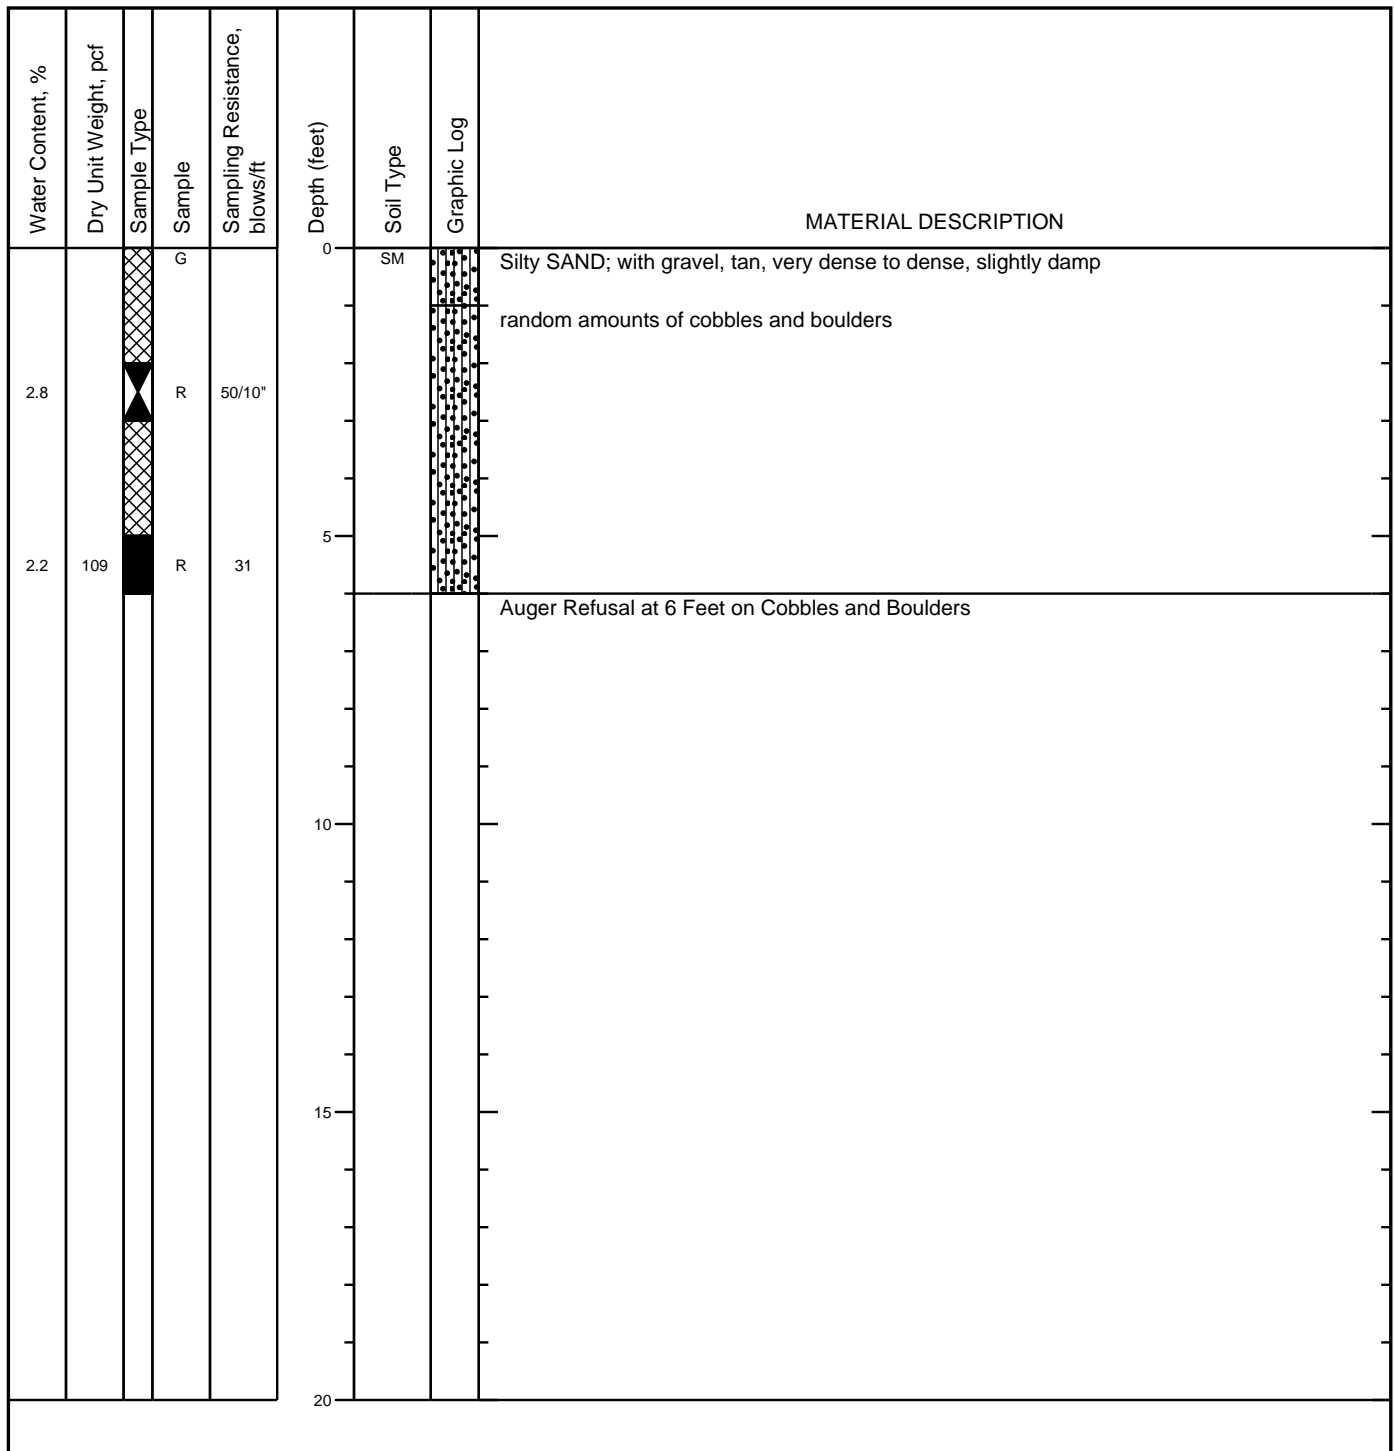 Water Content, %
Dry Unit Weight, pcf
Sample Type
Sample
Sampling Resistance,
blows/ft
Depth (feet)
Soil Type
Graphic Log
MATERIAL DESCRIPTION
0
G
SM
Silty SAND; with gravel, tan, very dense to dense, slightly damp
random amounts of cobbles and boulders
2.8
R
50/10"
5
2.2
109
R
31
Auger Refusal at 6 Feet on Cobbles and Boulders
10
15
20